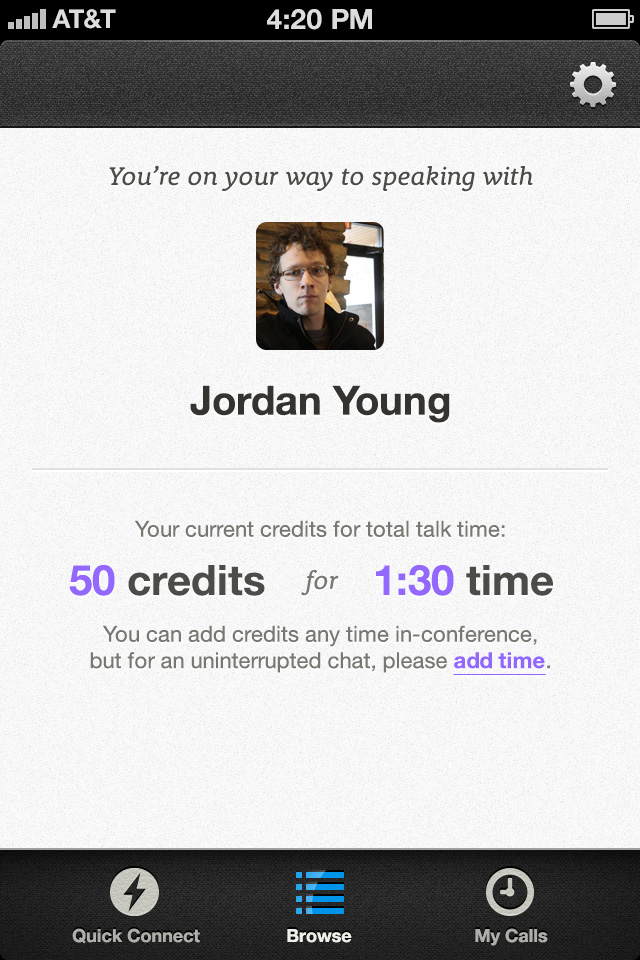 AT&T 4:20 PM
You’re on your way to speaking with
Jordan Young
Your current credits for total talk time:
50 credits for 1:30 time
You can add credits any time in-conference,
but for an uninterrupted chat, please add time.
Quick Connect Browse My Calls